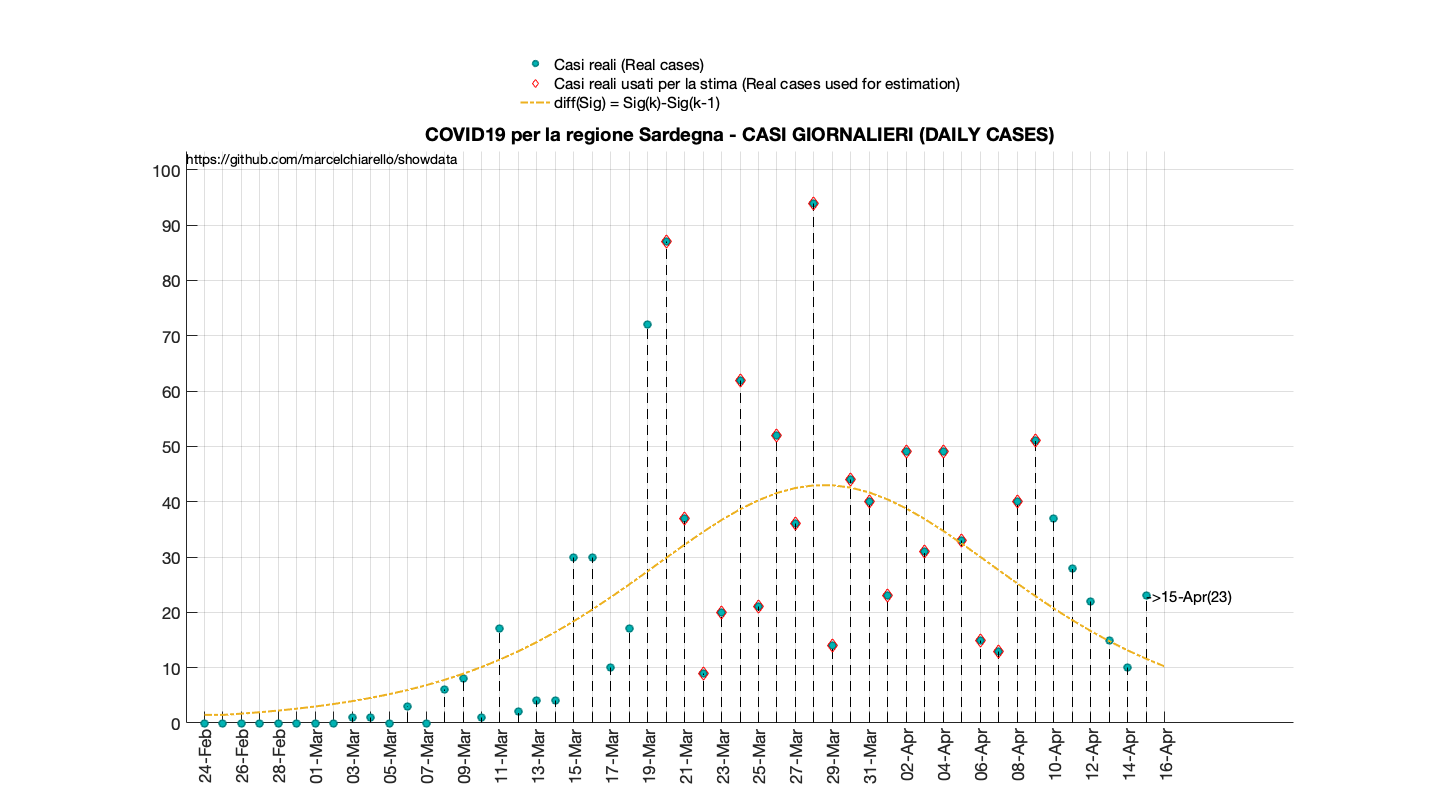 Casi reali (Real cases)
Casi reali usati per la stima (Real cases used for estimation)
diff(Sig) = Sig(k)-Sig(k-1)
COVID19 per la regione Sardegna - CASI GIORNALIERI (DAILY CASES)
https://github.com/marcelchiarello/showdata
100
90
80
70
60
50
40
30
20
10
0
->15-Apr(23)
24-Feb
26-Feb
28-Feb
01-Mar
03-Mar
05-Mar
07-Mar
09-Mar
11-Mar
13-Mar
15-Mar
17-Mar
19-Mar
21-Mar
23-Mar
25-Mar
27-Mar
29-Mar
31-Mar
02-Apr
04-Apr
06-Apr
08-Apr
10-Apr
12-Apr
14-Apr
16-Apr